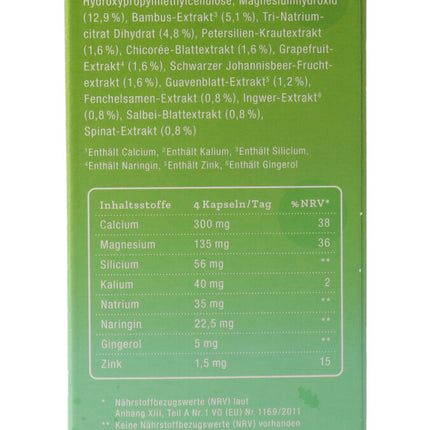 Hydroxypropylmethylcellulose, Magnesiumhydroxid
(12,9 %), Bambus-Extrakt³ (5,1 %), Tri-Natrium-
citrat Dihydrat (4,8 %), Petersilien-Krautextrakt
(1,6 %), Chicorée-Blattextrakt (1,6 %), Grapefruit-
Extrakt⁴ (1,6 %), Schwarzer Johannisbeer-Frucht-
extrakt (1,6 %), Guavenblatt-Extrakt⁵ (1,2 %),
Fenchelsamen-Extrakt (0,8 %), Ingwer-Extrakt⁶
(0,8 %), Salbei-Blattextrakt (0,8 %),
Spinat-Extrakt (0,8 %)
¹Enthält Calcium, ²Enthält Kalium, ³Enthält Silicium,
⁴Enthält Naringin, ⁵Enthält Zink, ⁶Enthält Gingerol
Inhaltsstoffe 4 Kapseln/Tag %NRV*
Calcium 300 mg 38
Magnesium 135 mg 36
Silicium 56 mg **
Kalium 40 mg 2
Natrium 35 mg **
Naringin 22,5 mg **
Gingerol 5 mg **
Zink 1,5 mg 15
* Nährstoffbezugswerte (NRV) laut
Anhang XIII, Teil A Nr.1 VO (EU) Nr.1169/2011
** Keine Nährstoffbezugswerte (NRV) vorhanden